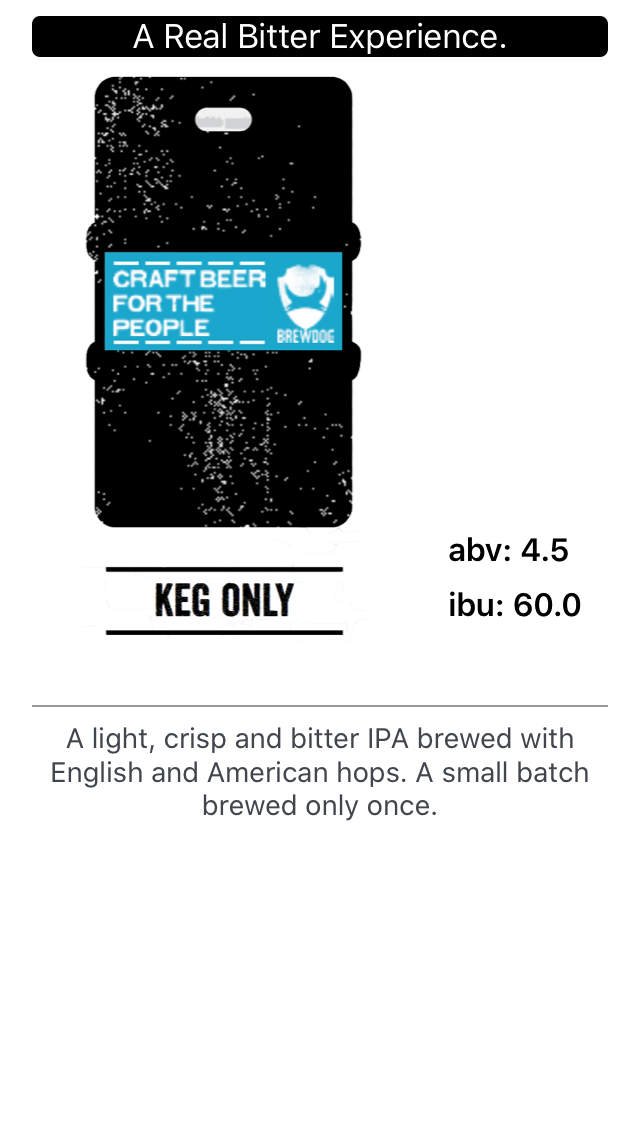 A Real Bitter Experience.
CRAFT BEER
FOR THE
PEOPLE
BREWDOG
KEG ONLY
abv: 4.5
ibu: 60.0
A light, crisp and bitter IPA brewed with
English and American hops. A small batch
brewed only once.